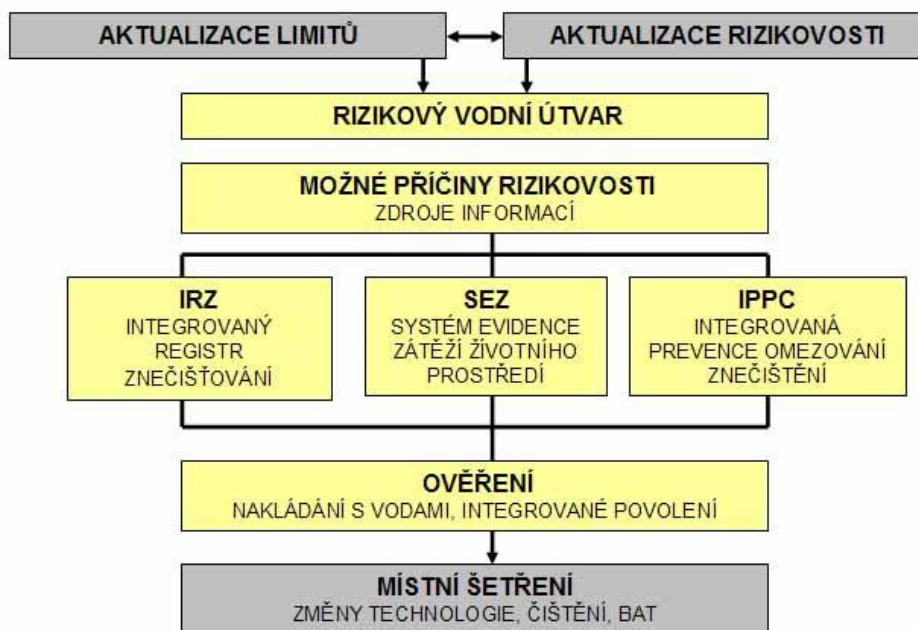 AKTUALIZACE LIMITŮ
AKTUALIZACE RIZIKOVOSTI
RIZIKOVÝ VODNÍ ÚTVAR
MOŽNÉ PŘÍČINY RIZIKOVOSTI
ZDROJE INFORMACÍ
IRZ
INTEGROVANÝ
REGISTR
ZNEČIŠŤOVÁNÍ
SEZ
SYSTÉM EVIDENCE
ZÁTĚŽÍ ŽÍVOTNÍHO
PROSTŘEDÍ
IPPC
INTEGROVANÁ
PREVENCE OMEZOVÁNÍ
ZNEČIŠTĚNÍ
OVĚŘENÍ
NAKLÁDÁNÍ S VODAMI, INTEGROVANÉ POVOLENÍ
MÍSTNÍ ŠETŘENÍ
ZMĚNY TECHNOLOGIE, ČIŠTĚNÍ, BAT